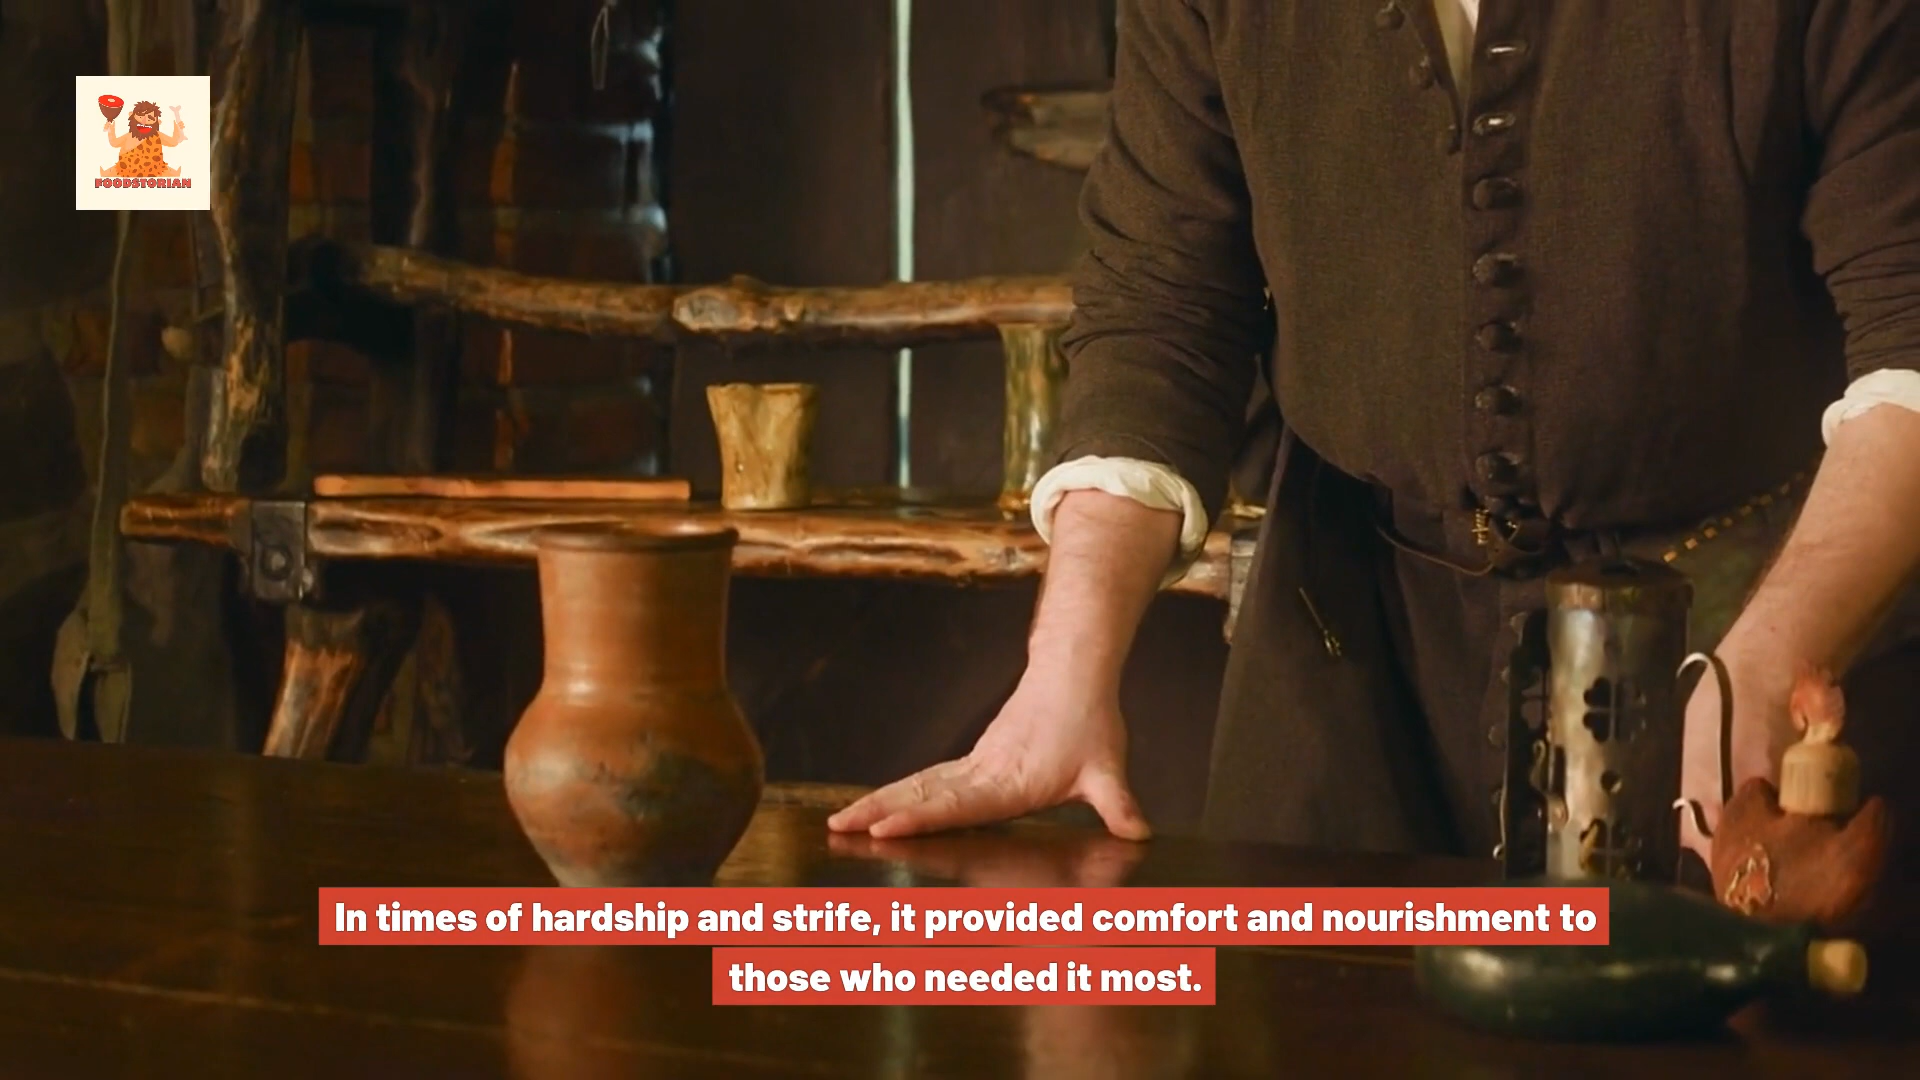 FOODSTORIAN
In times of hardship and strife, it provided comfort and nourishment to
those who needed it most.